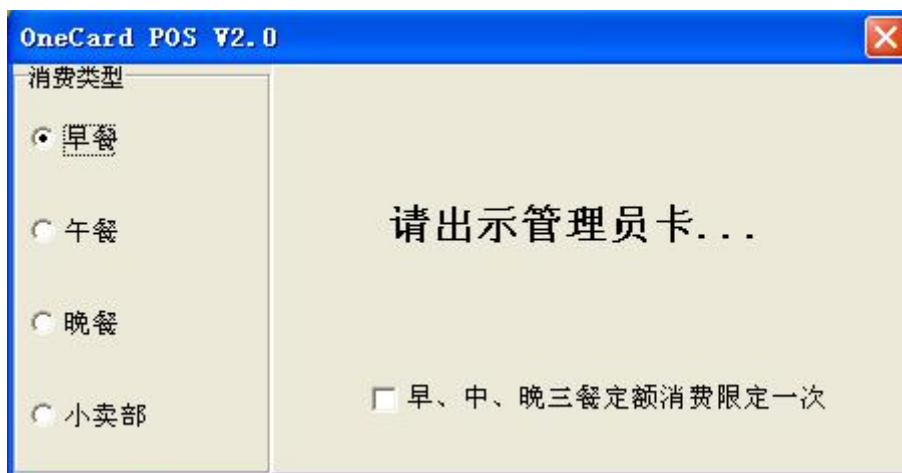 OneCard POS V2.0
消费类型
早餐
午餐
晚餐
小卖部
请出示管理员卡...
早、中、晚三餐定额消费限定一次